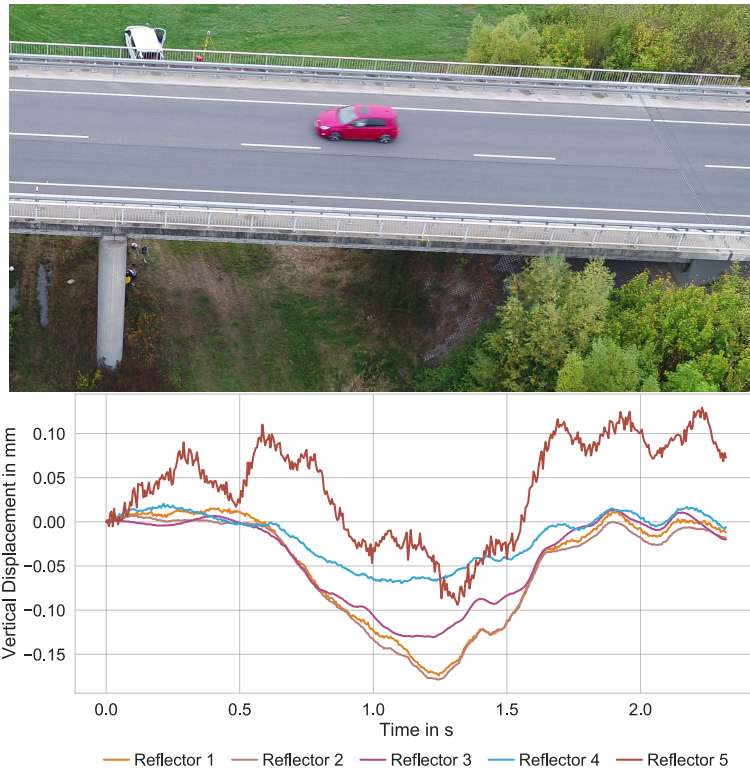 0.10
0.05
0.00
−0.05
−0.10
−0.15
Vertical Displacement in mm
0.0 0.5 1.0 1.5 2.0
Time in s
Reflector 1 Reflector 2 Reflector 3 Reflector 4 Reflector 5